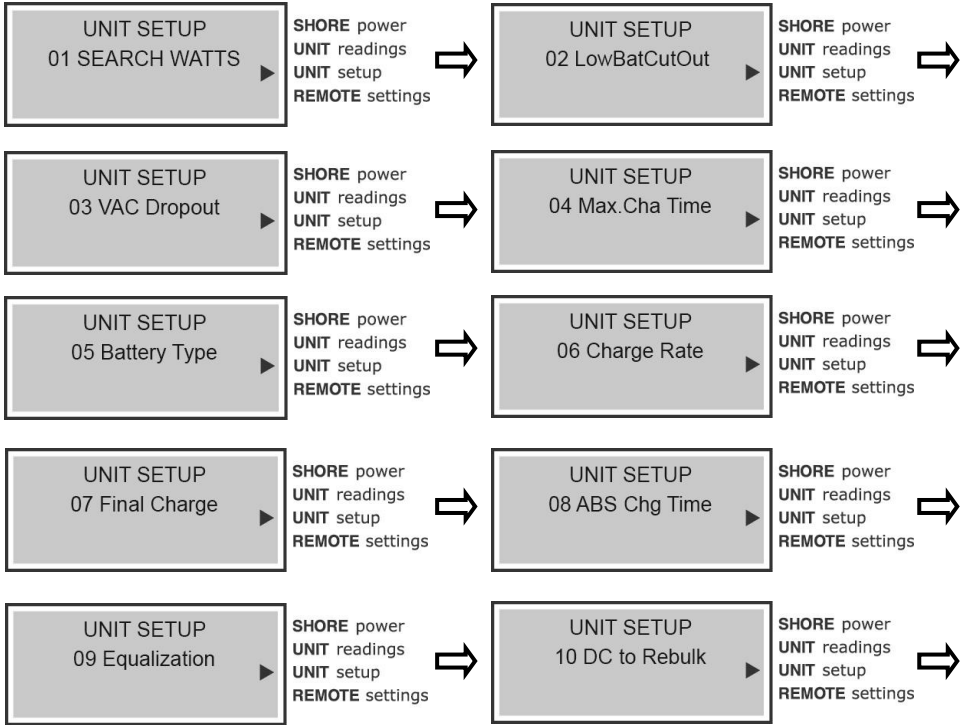 UNIT SETUP
01 SEARCH WATTS
SHORE power
UNIT readings
UNIT setup
REMOTE settings
UNIT SETUP
02 LowBatCutOut
SHORE power
UNIT readings
UNIT setup
REMOTE settings
UNIT SETUP
03 VAC Dropout
SHORE power
UNIT readings
UNIT setup
REMOTE settings
UNIT SETUP
04 Max.Cha Time
SHORE power
UNIT readings
UNIT setup
REMOTE settings
UNIT SETUP
05 Battery Type
SHORE power
UNIT readings
UNIT setup
REMOTE settings
UNIT SETUP
06 Charge Rate
SHORE power
UNIT readings
UNIT setup
REMOTE settings
UNIT SETUP
07 Final Charge
SHORE power
UNIT readings
UNIT setup
REMOTE settings
UNIT SETUP
08 ABS Chg Time
SHORE power
UNIT readings
UNIT setup
REMOTE settings
UNIT SETUP
09 Equalization
SHORE power
UNIT readings
UNIT setup
REMOTE settings
UNIT SETUP
10 DC to Rebulk
SHORE power
UNIT readings
UNIT setup
REMOTE settings